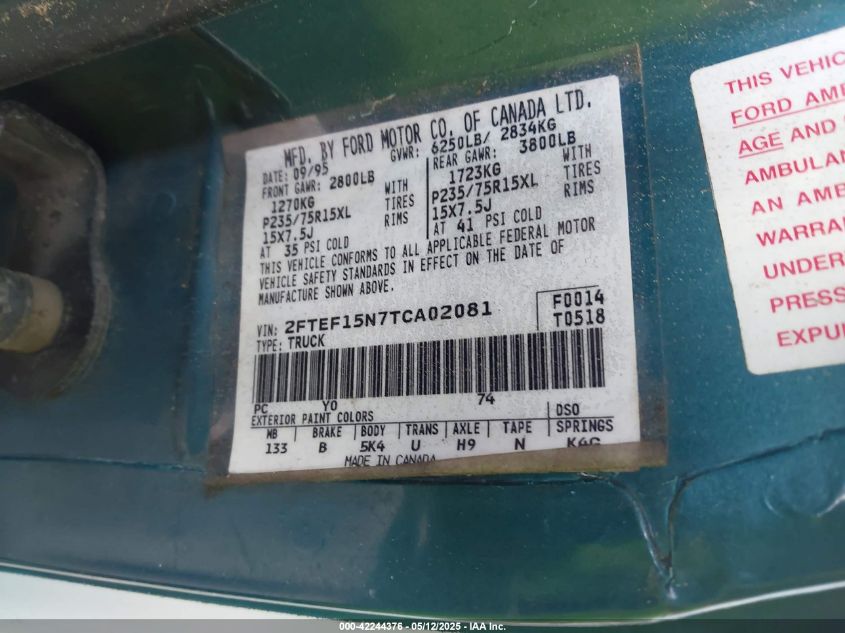 MFD. BY FORD MOTOR CO. OF CANADA LTD.
DATE: 09/95 GVWR: 6250LB/ 2834KG
FRONT GAWR: 2800LB REAR GAWR: 3800LB
1270KG WITH 1723KG WITH
P235/75R15XL TIRES P235/75R15XL TIRES
15X7.5J RIMS 15X7.5J RIMS
AT 35 PSI COLD AT 41 PSI COLD
THIS VEHICLE CONFORMS TO ALL APPLICABLE FEDERAL MOTOR
VEHICLE SAFETY STANDARDS IN EFFECT ON THE DATE OF
MANUFACTURE SHOWN ABOVE.
VIN: 2FTEF15N7TCA02081 F0014
TYPE: TRUCK T0518
PC YO 74
EXTERIOR PAINT COLORS DSO
WB BRAKE BODY TRANS AXLE TAPE SPRINGS
133 B 5K4 U H9 N K4G
MADE IN CANADA
THIS VEHIC
FORD AMB
AGE AND
AMBULAN
AN AMB
WARRAN
UNDER
PRESS
EXPU
000-42244376 - 05/12/2025 - IAA Inc.